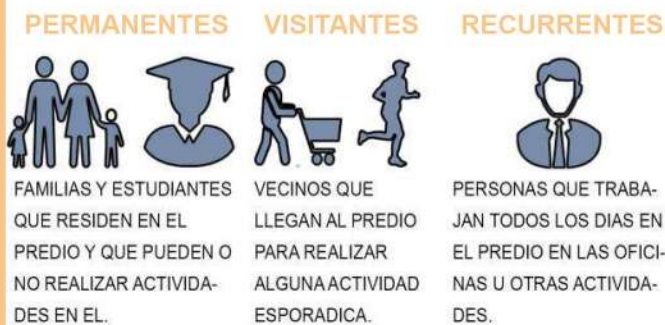 PERMANENTES
FAMILIAS Y ESTUDIANTES
QUE RESIDEN EN EL
PREDIO Y QUE PUEDEN O
NO REALIZAR ACTIVIDA-
DES EN EL.
VISITANTES
VECINOS QUE
LLEGAN AL PREDIO
PARA REALIZAR
ALGUNA ACTIVIDAD
ESPORADICA.
RECURRENTES
PERSONAS QUE TRABA-
JAN TODOS LOS DIAS EN
EL PREDIO EN LAS OFICI-
NAS U OTRAS ACTIVIDA-
DES.